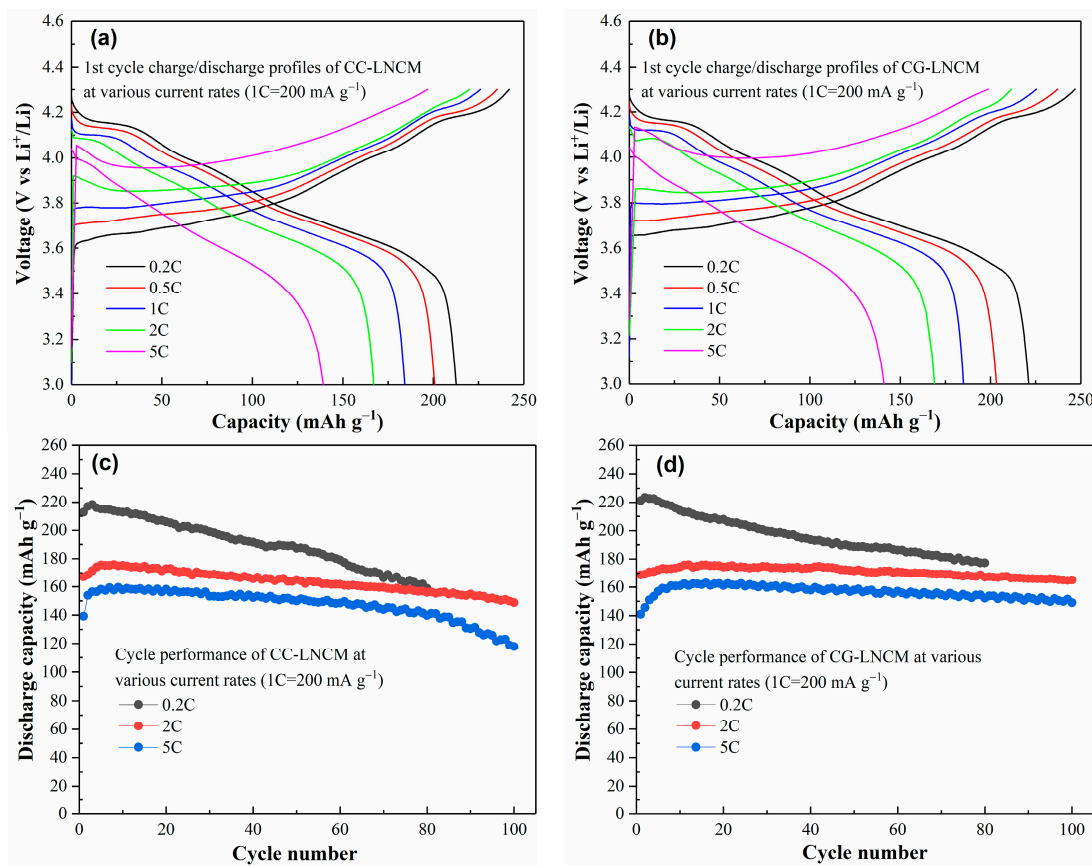 (a)
1st cycle charge/discharge profiles of CC-LNCM
at various current rates (1C=200 mA g⁻¹)
0.2C
0.5C
1C
2C
5C
4.6
4.4
4.2
4.0
3.8
3.6
3.4
3.2
3.0
Voltage (V vs Li⁺/Li)
0
50
100
150
200
250
Capacity (mAh g⁻¹)
(b)
1st cycle charge/discharge profiles of CG-LNCM
at various current rates (1C=200 mA g⁻¹)
0.2C
0.5C
1C
2C
5C
4.6
4.4
4.2
4.0
3.8
3.6
3.4
3.2
3.0
Voltage (V vs Li⁺/Li)
0
50
100
150
200
250
Capacity (mAh g⁻¹)
(c)
Cycle performance of CC-LNCM at
various current rates (1C=200 mA g⁻¹)
0.2C
2C
5C
260
240
220
200
180
160
140
120
100
80
60
40
20
0
Discharge capacity (mAh g⁻¹)
0
20
40
60
80
100
Cycle number
(d)
Cycle performance of CG-LNCM at various
current rates (1C=200 mA g⁻¹)
0.2C
2C
5C
260
240
220
200
180
160
140
120
100
80
60
40
20
0
Discharge capacity (mAh g⁻¹)
0
20
40
60
80
100
Cycle number